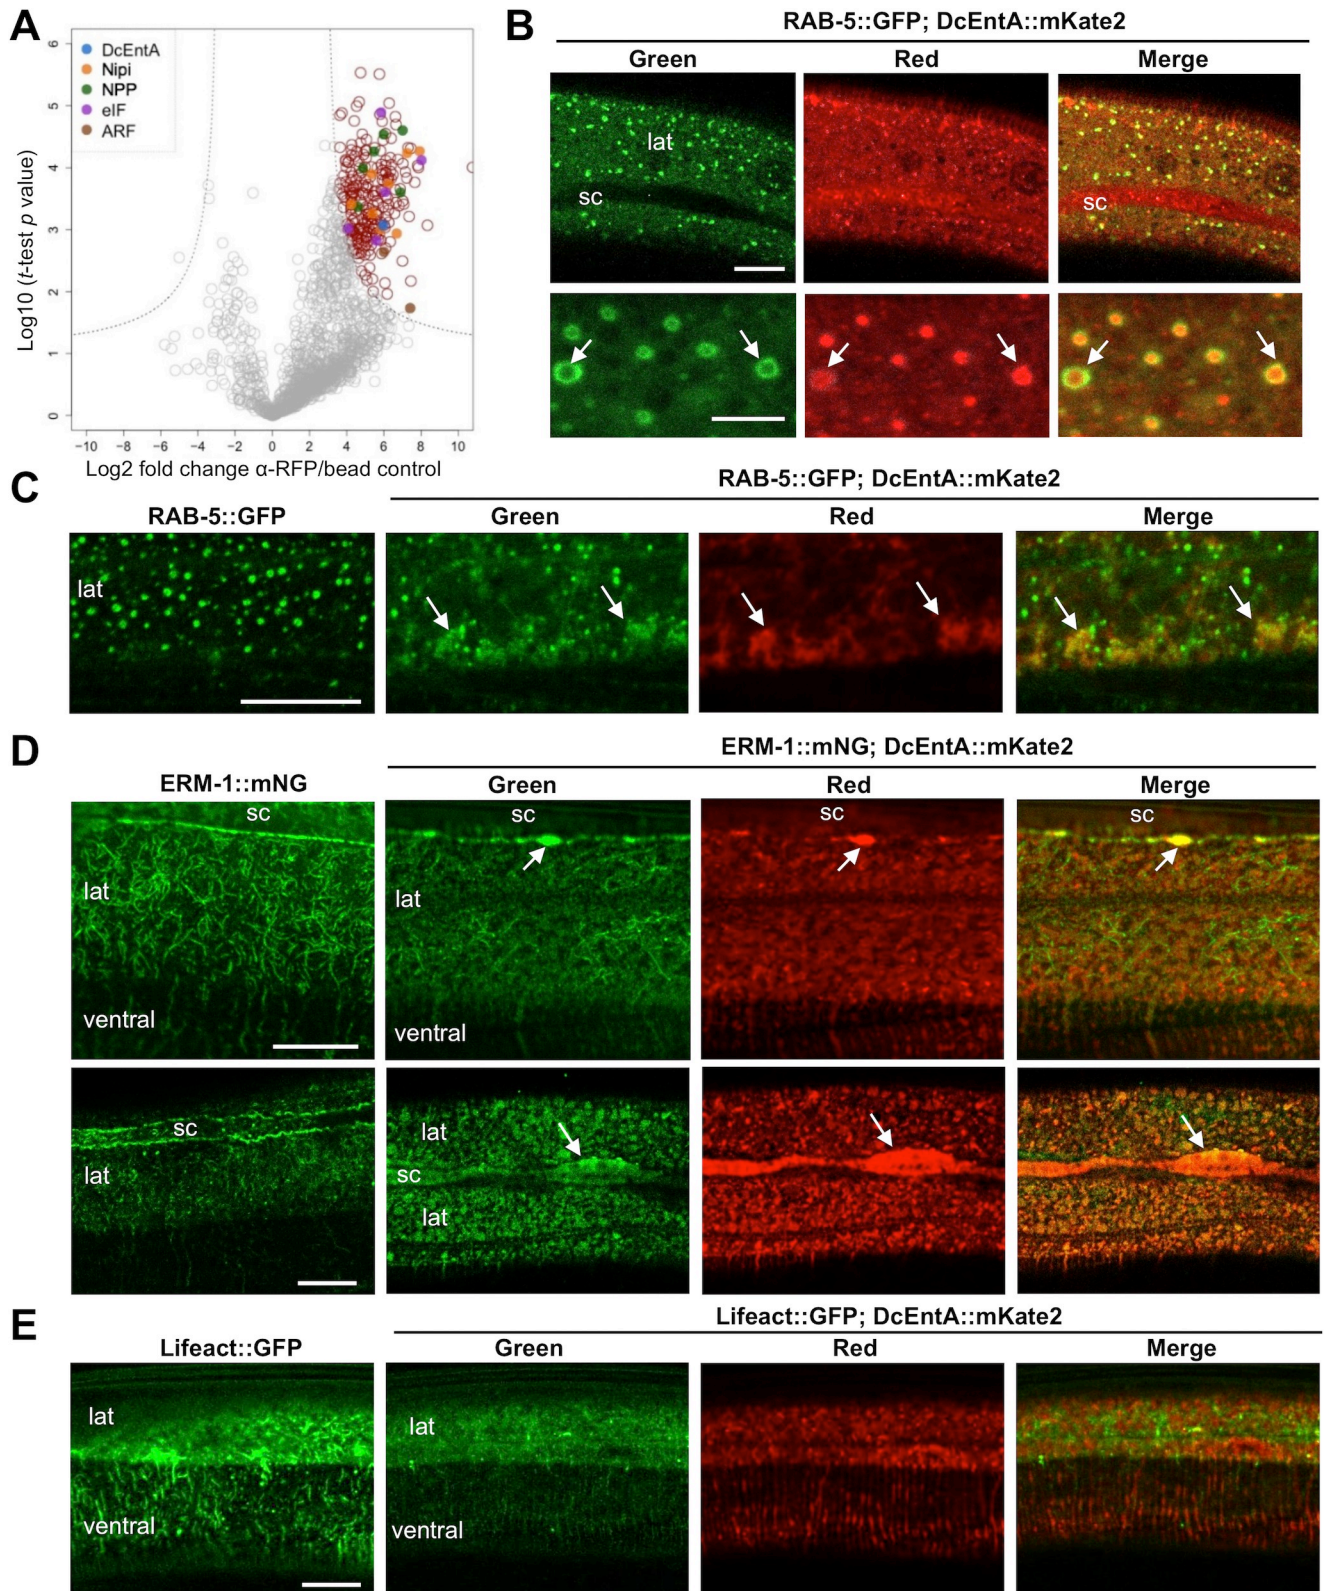 A
6
5
4
3
2
1
0
Log10 (t-test p value)
DcEntA
Nipi
NPP
eIF
ARF
−10 −8 −6 −4 −2 0 2 4 6 8 10
Log2 fold change α-RFP/bead control
B
RAB-5::GFP; DcEntA::mKate2
Green Red Merge
lat
sc sc
C
RAB-5::GFP; DcEntA::mKate2
RAB-5::GFP Green Red Merge
lat
D
ERM-1::mNG; DcEntA::mKate2
ERM-1::mNG Green Red Merge
sc sc sc sc
lat lat
ventral ventral
sc lat
lat sc
lat
E
Lifeact::GFP; DcEntA::mKate2
Lifeact::GFP Green Red Merge
lat lat
ventral ventral